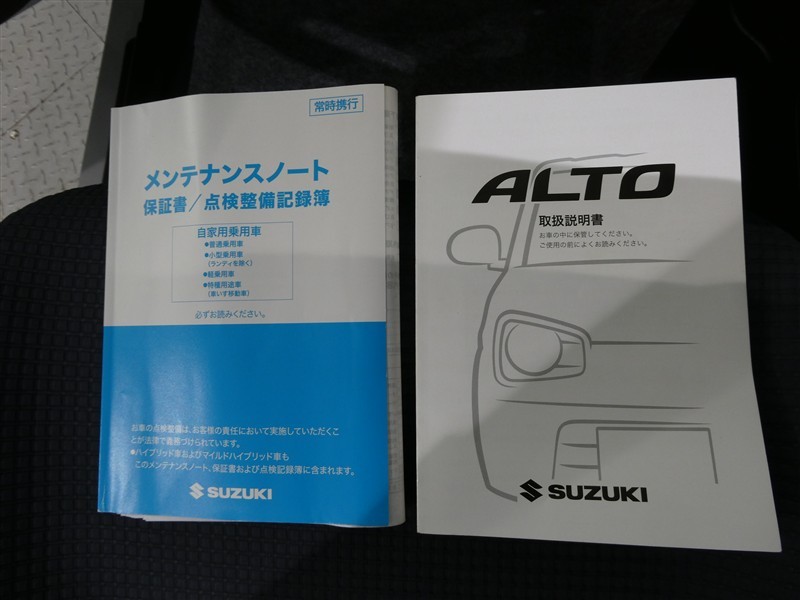 常時携行
メンテナンスノート
保証書/点検整備記録簿
自家用乗用車
●普通乗用車
●小型乗用車
(ランディを除く)
●軽乗用車
●特種用途車
(車いす移動車)
必ずお読みください。
お車の点検整備は、お客様の責任において実施していただくこ
とが法律で義務づけられています。
●ハイブリッド車およびマイルドハイブリッド車も
このメンテナンスノート、保証書および点検記録簿に含まれます。
SUZUKI
ALTO
取扱説明書
お車の中に保管してください。
ご使用の前によくお読みください。
SUZUKI